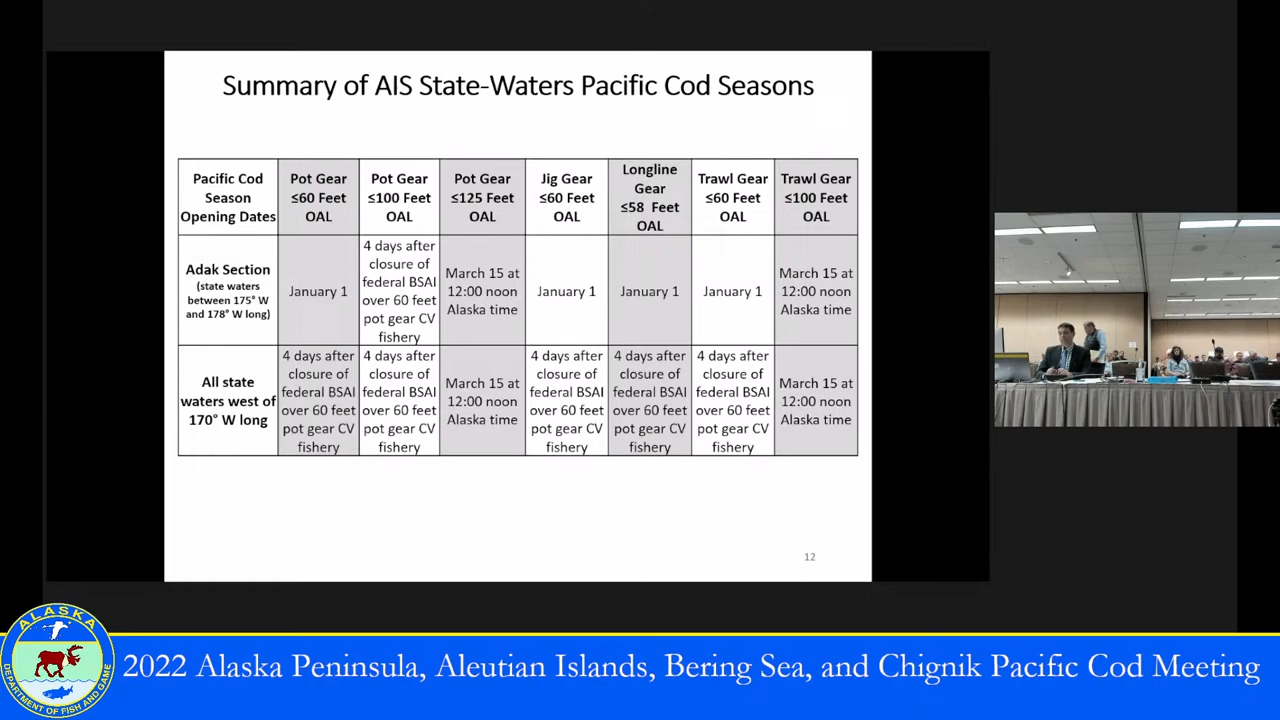 Summary of AIS State-Waters Pacific Cod Seasons
Pacific Cod
Season
Opening Dates
Pot Gear
≤60 Feet
OAL
Pot Gear
≤100 Feet
OAL
Pot Gear
≤125 Feet
OAL
Jig Gear
≤60 Feet
OAL
Longline
Gear
≤58 Feet
OAL
Trawl Gear
≤60 Feet
OAL
Trawl Gear
≤100 Feet
OAL
Adak Section
(state waters
between 175° W
and 178° W long)
January 1
4 days after
closure of
federal BSAI
over 60 feet
pot gear CV
fishery
March 15 at
12:00 noon
Alaska time
January 1
January 1
January 1
March 15 at
12:00 noon
Alaska time
All state
waters west of
170° W long
4 days after
closure of
federal BSAI
over 60 feet
pot gear CV
fishery
4 days after
closure of
federal BSAI
over 60 feet
pot gear CV
fishery
March 15 at
12:00 noon
Alaska time
4 days after
closure of
federal BSAI
over 60 feet
pot gear CV
fishery
4 days after
closure of
federal BSAI
over 60 feet
pot gear CV
fishery
4 days after
closure of
federal BSAI
over 60 feet
pot gear CV
fishery
March 15 at
12:00 noon
Alaska time
12
ALASKA
DEPARTMENT OF FISH AND GAME
2022 Alaska Peninsula, Aleutian Islands, Bering Sea, and Chignik Pacific Cod Meeting